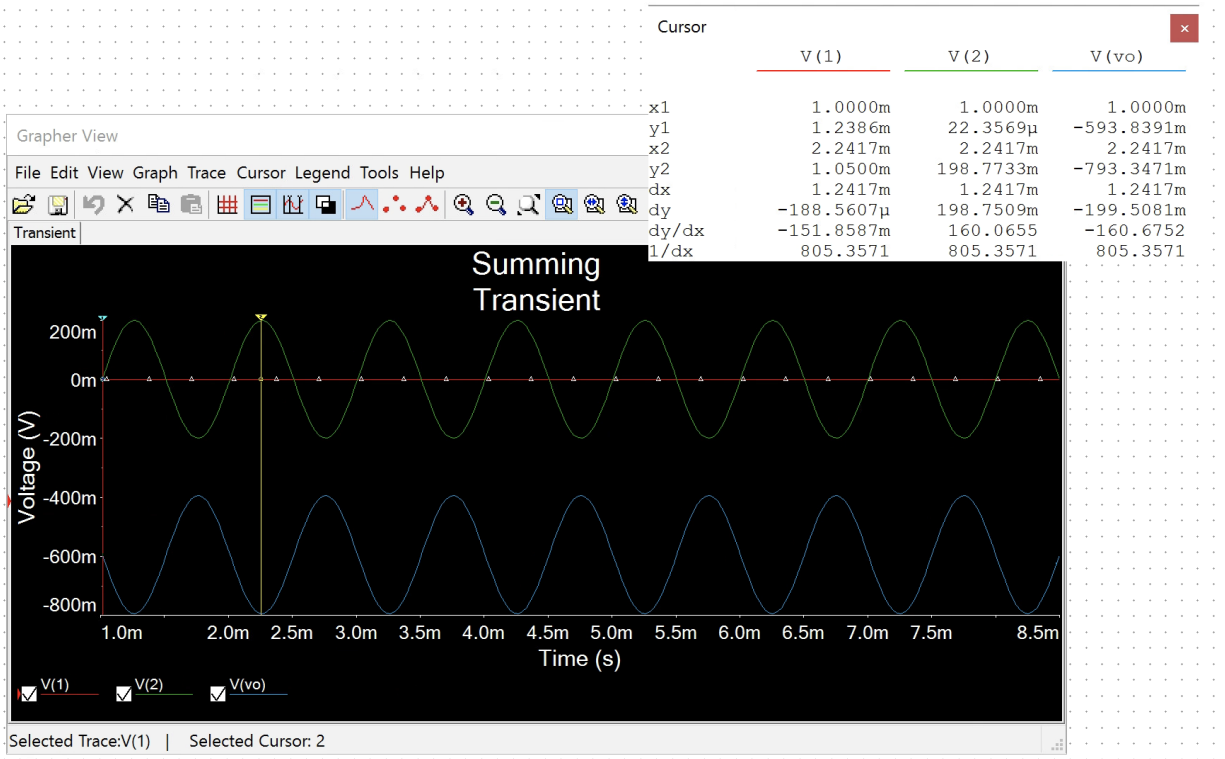 Cursor
×
V(1) V(2) V(vo)
x1 1.0000m 1.0000m 1.0000m
y1 1.2386m 22.3569µ -593.8391m
x2 2.2417m 2.2417m 2.2417m
y2 1.0500m 198.7733m -793.3471m
dx 1.2417m 1.2417m 1.2417m
dy -188.5607µ 198.7509m -199.5081m
dy/dx -151.8587m 160.0655 -160.6752
1/dx 805.3571 805.3571 805.3571
Grapher View
File Edit View Graph Trace Cursor Legend Tools Help
Transient
Summing
Transient
200m
0m
-200m
-400m
-600m
-800m
Voltage (V)
1.0m 2.0m 2.5m 3.0m 3.5m 4.0m 4.5m 5.0m 5.5m 6.0m 6.5m 7.0m 7.5m 8.5m
Time (s)
V(1) V(2) V(vo)
Selected Trace:V(1) | Selected Cursor: 2